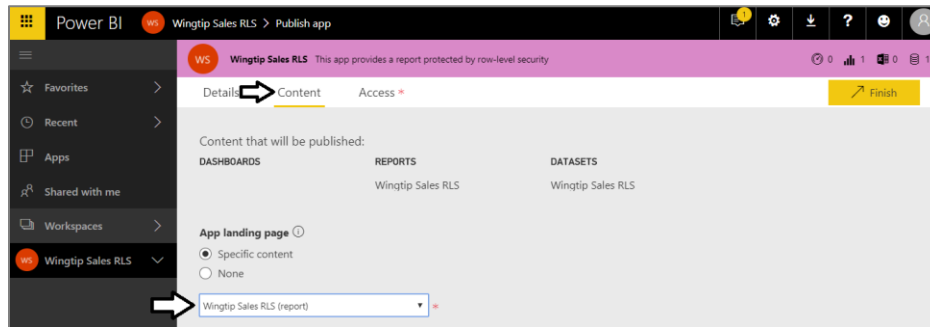 Power BI WS Wingtip Sales RLS > Publish app 1 ?
WS Wingtip Sales RLS This app provides a report protected by row-level security 0 1 0 1
Favorites >
Details Content Access * Finish
Recent >
Content that will be published:
Apps
DASHBOARDS REPORTS DATASETS
Shared with me
Wingtip Sales RLS Wingtip Sales RLS
Workspaces >
App landing page
WS Wingtip Sales RLS
Specific content
None
Wingtip Sales RLS (report) *